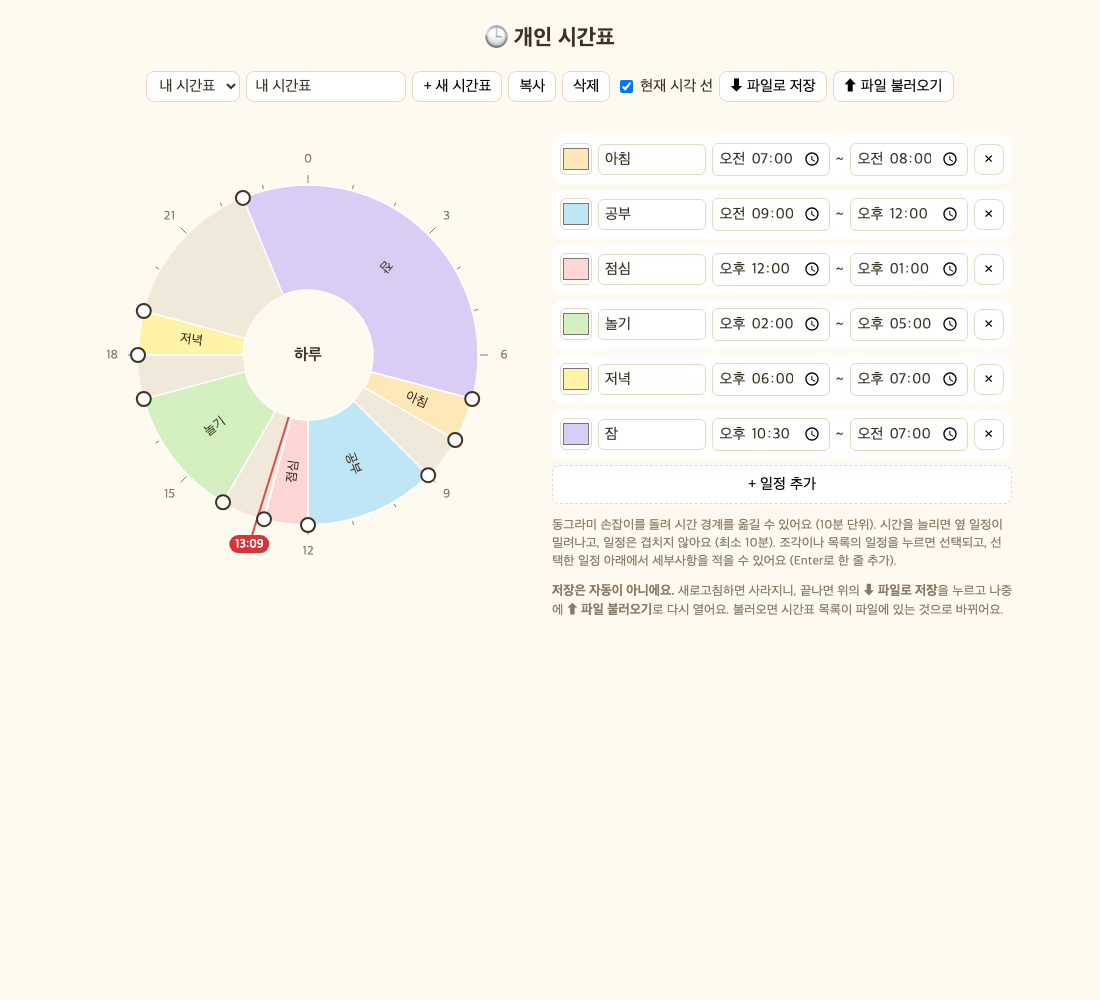 개인 시간표
내 시간표 내 시간표 + 새 시간표 복사 삭제 현재 시각 선 ⬇ 파일로 저장 ⬆ 파일 불러오기
0
3
6
9
12
15
18
21
잠
아침
공부
점심
놀기
저녁
하루
13:09
아침 오전 07:00 ~ 오전 08:00 ×
공부 오전 09:00 ~ 오후 12:00 ×
점심 오후 12:00 ~ 오후 01:00 ×
놀기 오후 02:00 ~ 오후 05:00 ×
저녁 오후 06:00 ~ 오후 07:00 ×
잠 오후 10:30 ~ 오전 07:00 ×
+ 일정 추가
동그라미 손잡이를 돌려 시간 경계를 옮길 수 있어요 (10분 단위). 시간을 늘리면 옆 일정이
밀려나고, 일정은 겹치지 않아요 (최소 10분). 조각이나 목록의 일정을 누르면 선택되고, 선
택한 일정 아래에서 세부사항을 적을 수 있어요 (Enter로 한 줄 추가).
저장은 자동이 아니에요. 새로고침하면 사라지니, 끝나면 위의 ⬇ 파일로 저장을 누르고 나중
에 ⬆ 파일 불러오기로 다시 열어요. 불러오면 시간표 목록이 파일에 있는 것으로 바뀌어요.